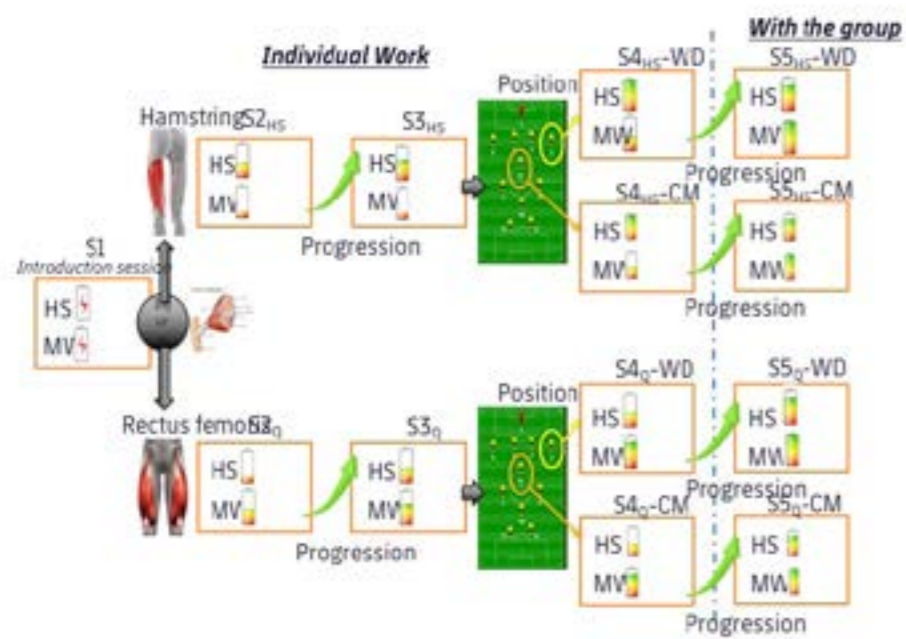 With the group
Individual Work
S4HS-WD
S5HS-WD
Position
HS
MW
HS
MV
Hamstring
S2HS
S3HS
HS
MV
HS
MV
Progression
Progression
S4HS-CM
S5HS-CM
HS
MV
HS
MV
Progression
S1
Introduction session
HS
MV
S4Q-WD
S5Q-WD
Position
HS
MV
HS
MV
Rectus femoris
Q
S3Q
HS
MV
HS
MV
Progression
Progression
S4Q-CM
S5Q-CM
HS
MV
HS
MV
Progression